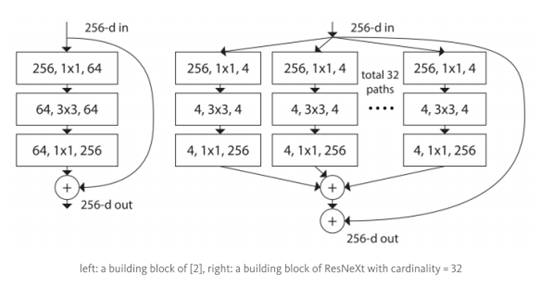 256-d in
256, 1x1, 64
64, 3x3, 64
64, 1x1, 256
+
256-d out
256-d in
256, 1x1, 4
256, 1x1, 4
256, 1x1, 4
total 32
paths
4, 3x3, 4
4, 3x3, 4
....
4, 3x3, 4
4, 1x1, 256
4, 1x1, 256
4, 1x1, 256
+
+
256-d out
left: a building block of [2], right: a building block of ResNeXt with cardinality = 32